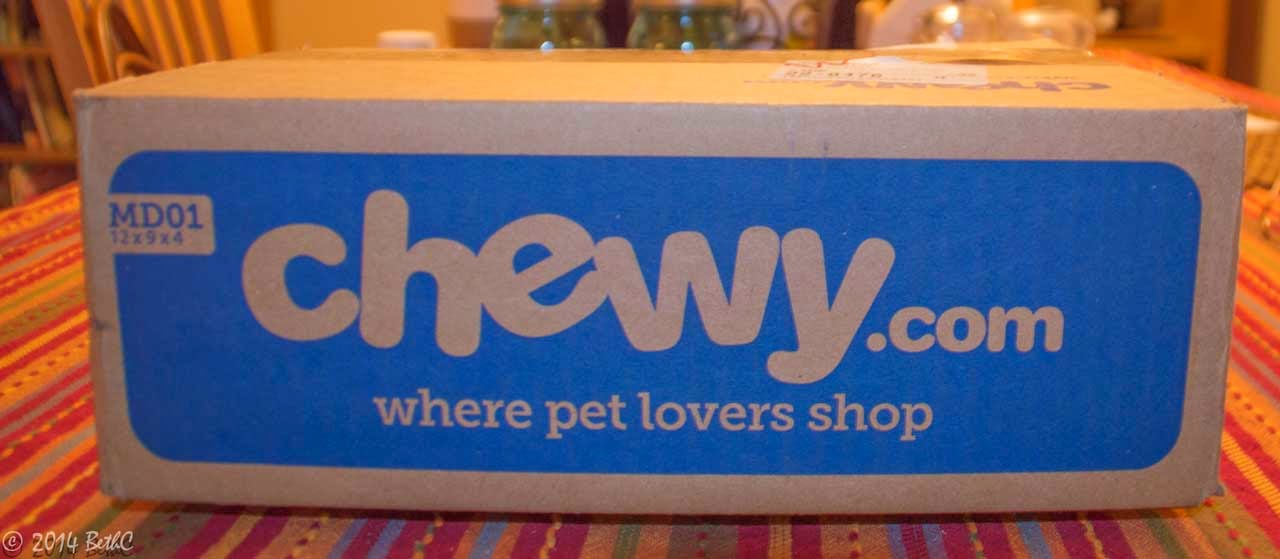 MD01
12x9x4
chewy.com
where pet lovers shop
© 2014 BethC